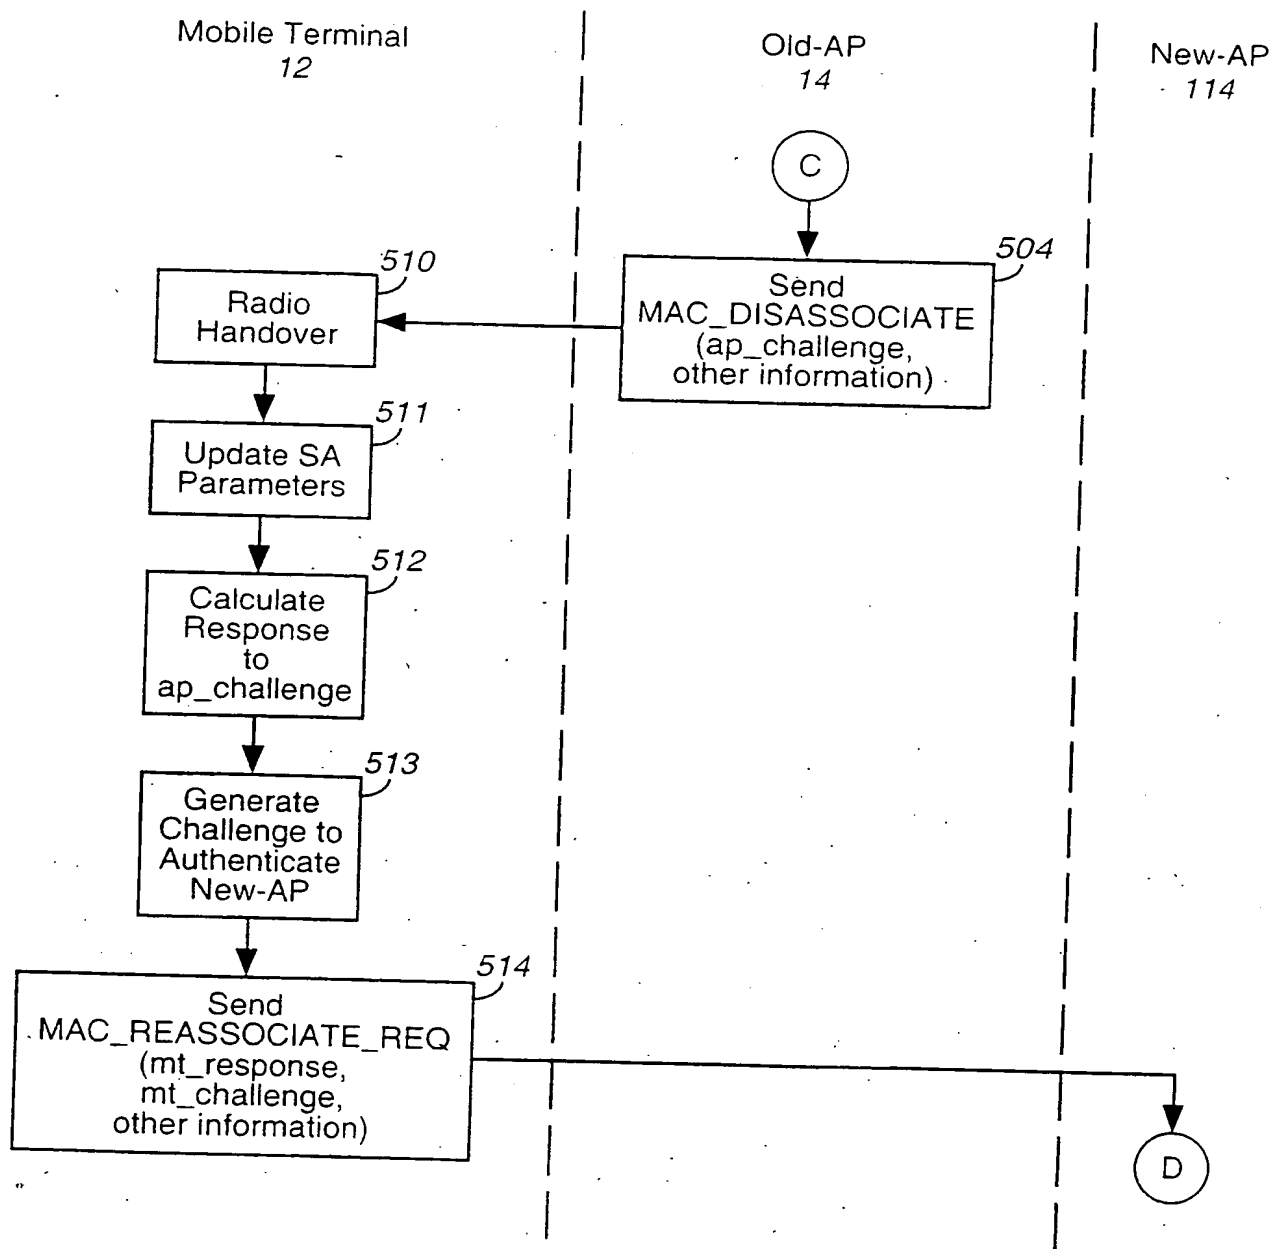 Mobile Terminal
12
Old-AP
14
New-AP
114
C
504
Send
MAC_DISASSOCIATE
(ap_challenge,
other information)
510
Radio
Handover
511
Update SA
Parameters
512
Calculate
Response
to
ap_challenge
513
Generate
Challenge to
Authenticate
New-AP
514
Send
MAC_REASSOCIATE_REQ
(mt_response,
mt_challenge,
other information)
D